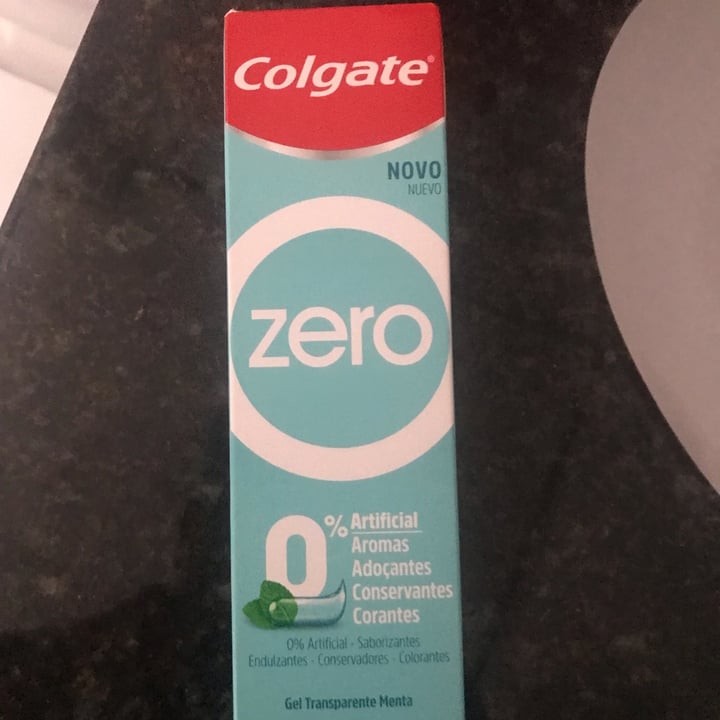 Colgate®
NOVO
NUEVO
zero
0% Artificial
Aromas
Adoçantes
Conservantes
Corantes
0% Artificial - Saborizantes
Endulzantes - Conservadores - Colorantes
Gel Transparente Menta